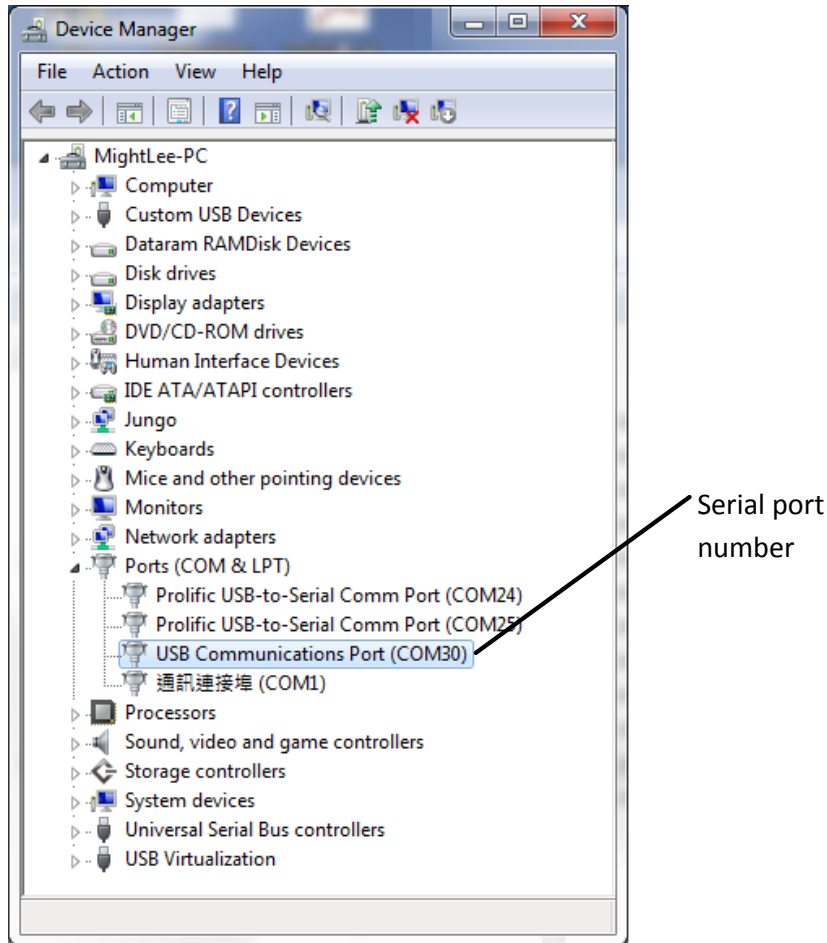 Device Manager
File Action View Help
MightLee-PC
Computer
Custom USB Devices
Dataram RAMDisk Devices
Disk drives
Display adapters
DVD/CD-ROM drives
Human Interface Devices
IDE ATA/ATAPI controllers
Jungo
Keyboards
Mice and other pointing devices
Monitors
Network adapters
Ports (COM & LPT)
Prolific USB-to-Serial Comm Port (COM24)
Prolific USB-to-Serial Comm Port (COM25)
USB Communications Port (COM30)
通訊連接埠 (COM1)
Processors
Sound, video and game controllers
Storage controllers
System devices
Universal Serial Bus controllers
USB Virtualization
Serial port
number